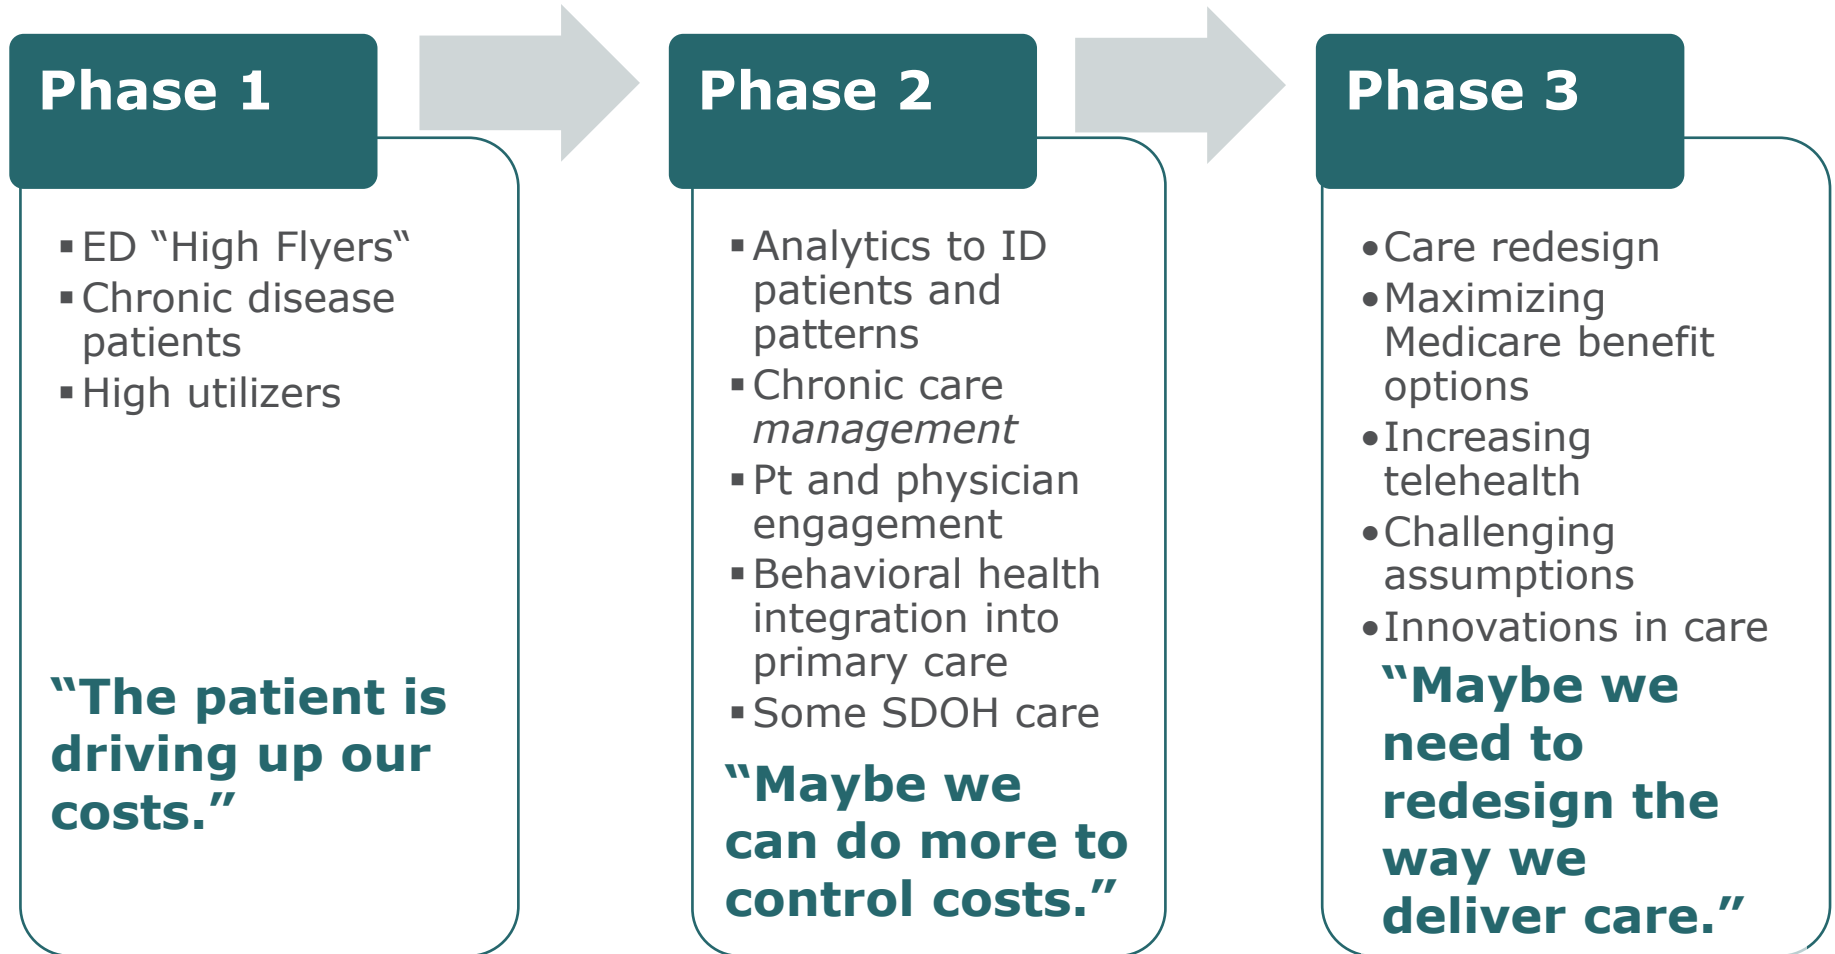 Phase 1
▪ED “High Flyers“
▪Chronic disease
patients
▪High utilizers
“The patient is
driving up our
costs.”
Phase 2
▪Analytics to ID
patients and
patterns
▪Chronic care
management
▪Pt and physician
engagement
▪Behavioral health
integration into
primary care
▪Some SDOH care
“Maybe we
can do more to
control costs.”
Phase 3
•Care redesign
•Maximizing
Medicare benefit
options
•Increasing
telehealth
•Challenging
assumptions
•Innovations in care
“Maybe we
need to
redesign the
way we
deliver care.”